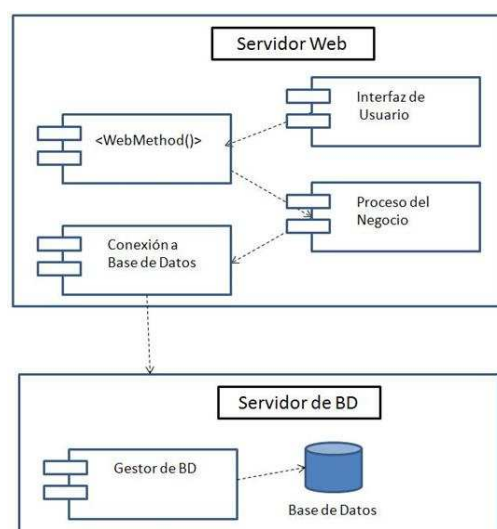 Servidor Web
Interfaz de
Usuario
<WebMethod()>
Proceso del
Negocio
Conexión a
Base de Datos
Servidor de BD
Gestor de BD
Base de Datos